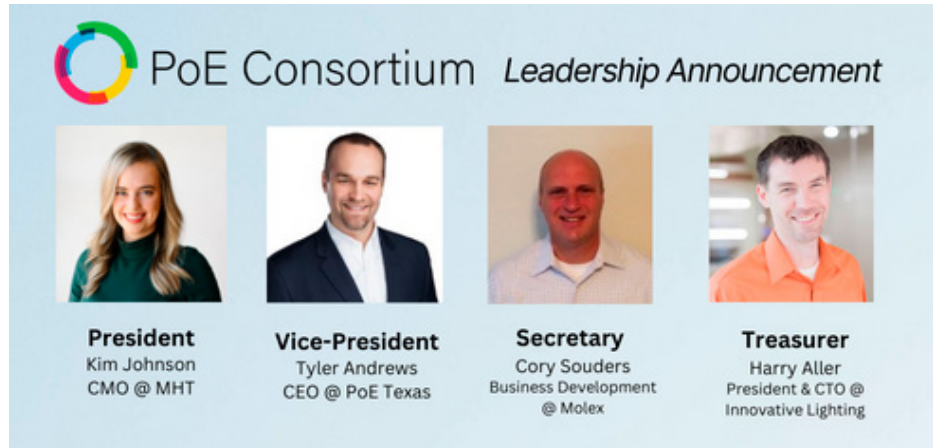 PoE Consortium Leadership Announcement
President
Kim Johnson
CMO @ MHT
Vice-President
Tyler Andrews
CEO @ PoE Texas
Secretary
Cory Souders
Business Development
@ Molex
Treasurer
Harry Aller
President & CTO @
Innovative Lighting